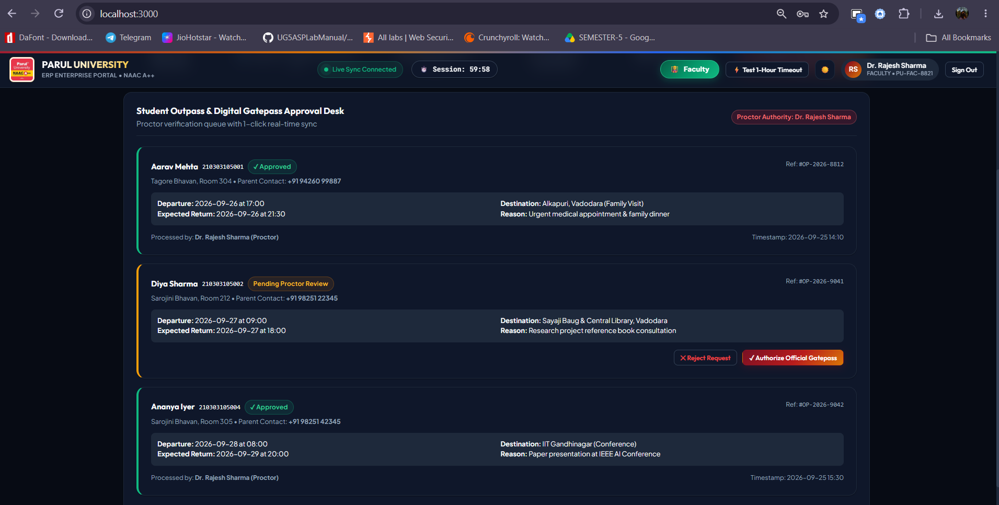 localhost:3000
DaFont - Download...
Telegram
JioHotstar - Watch...
UG5ASPLabManual/...
All labs | Web Securi...
Crunchyroll: Watch...
SEMESTER-5 - Goog...
All Bookmarks
Parul®
University
NAAC A++
PARUL UNIVERSITY
ERP ENTERPRISE PORTAL • NAAC A++
Live Sync Connected
Session: 59:58
Faculty
Test 1-Hour Timeout
RS
Dr. Rajesh Sharma
FACULTY • PU-FAC-8821
Sign Out
Student Outpass & Digital Gatepass Approval Desk
Proctor verification queue with 1-click real-time sync
Proctor Authority: Dr. Rajesh Sharma
Aarav Mehta 210303105001 ✓ Approved
Ref: #OP-2026-8812
Tagore Bhavan, Room 304 • Parent Contact: +91 94260 99887
Departure: 2026-09-26 at 17:00
Expected Return: 2026-09-26 at 21:30
Destination: Alkapuri, Vadodara (Family Visit)
Reason: Urgent medical appointment & family dinner
Processed by: Dr. Rajesh Sharma (Proctor)
Timestamp: 2026-09-25 14:10
Diya Sharma 210303105002 Pending Proctor Review
Ref: #OP-2026-9041
Sarojini Bhavan, Room 212 • Parent Contact: +91 98251 22345
Departure: 2026-09-27 at 09:00
Expected Return: 2026-09-27 at 18:00
Destination: Sayaji Baug & Central Library, Vadodara
Reason: Research project reference book consultation
✕ Reject Request
✓ Authorize Official Gatepass
Ananya Iyer 210303105004 ✓ Approved
Ref: #OP-2026-9042
Sarojini Bhavan, Room 305 • Parent Contact: +91 98251 42345
Departure: 2026-09-28 at 08:00
Expected Return: 2026-09-29 at 20:00
Destination: IIT Gandhinagar (Conference)
Reason: Paper presentation at IEEE AI Conference
Processed by: Dr. Rajesh Sharma (Proctor)
Timestamp: 2026-09-25 15:30